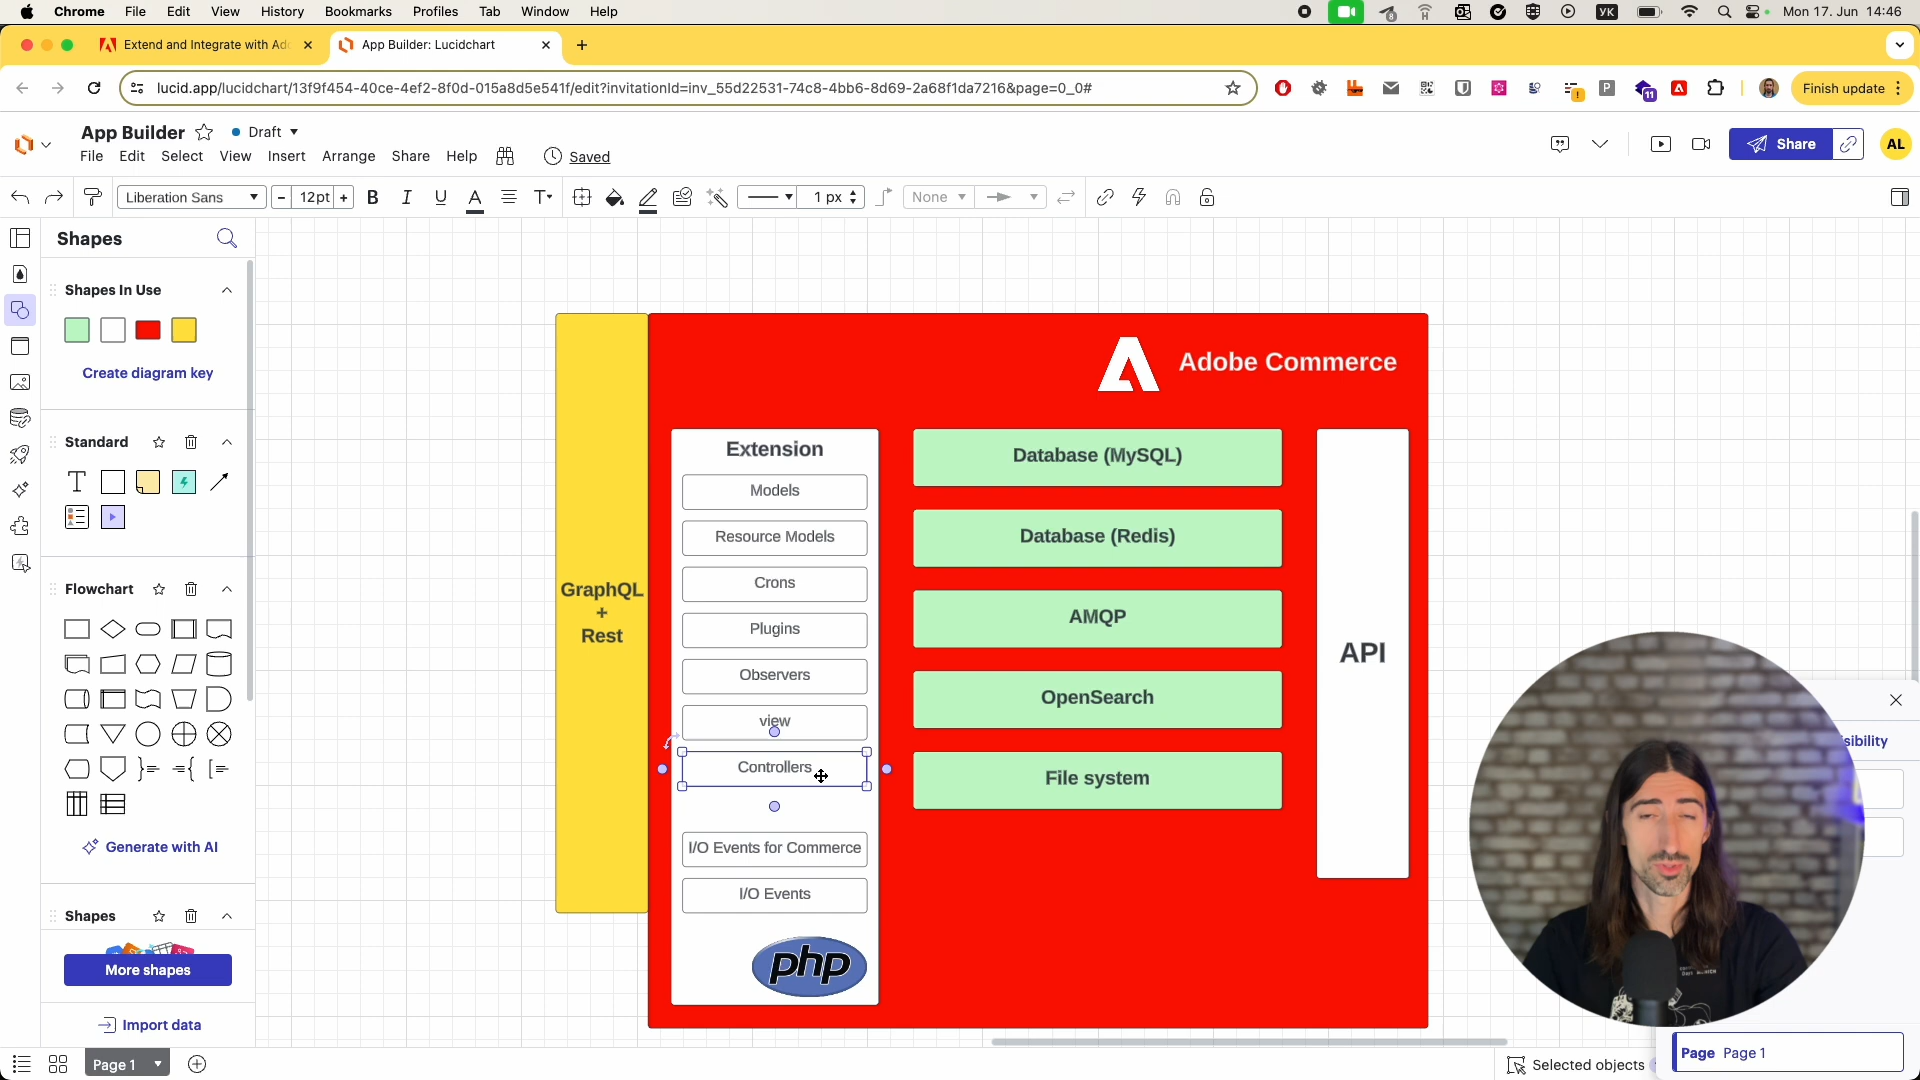 Chrome File Edit View History Bookmarks Profiles Tab Window Help
8 УК Mon 17. Jun 14:46
Extend and Integrate with Ado
App Builder: Lucidchart
lucid.app/lucidchart/13f9f454-40ce-4ef2-8f0d-015a8d5e541f/edit?invitationId=inv_55d22531-74c8-4bb6-8d69-2a68f1da7216&page=0_0#
11
Finish update
App Builder
Draft
File Edit Select View Insert Arrange Share Help
Saved
Share
AL
Liberation Sans
12pt
B I U A T
1 px
None
Shapes
Shapes In Use
Create diagram key
Standard
T
Flowchart
Generate with AI
Shapes
More shapes
Import data
Adobe Commerce
GraphQL
+
Rest
Extension
Models
Resource Models
Crons
Plugins
Observers
view
Controllers
I/O Events for Commerce
I/O Events
php
Database (MySQL)
Database (Redis)
AMQP
OpenSearch
File system
API
sibility
Page 1
Selected objects
Page Page 1